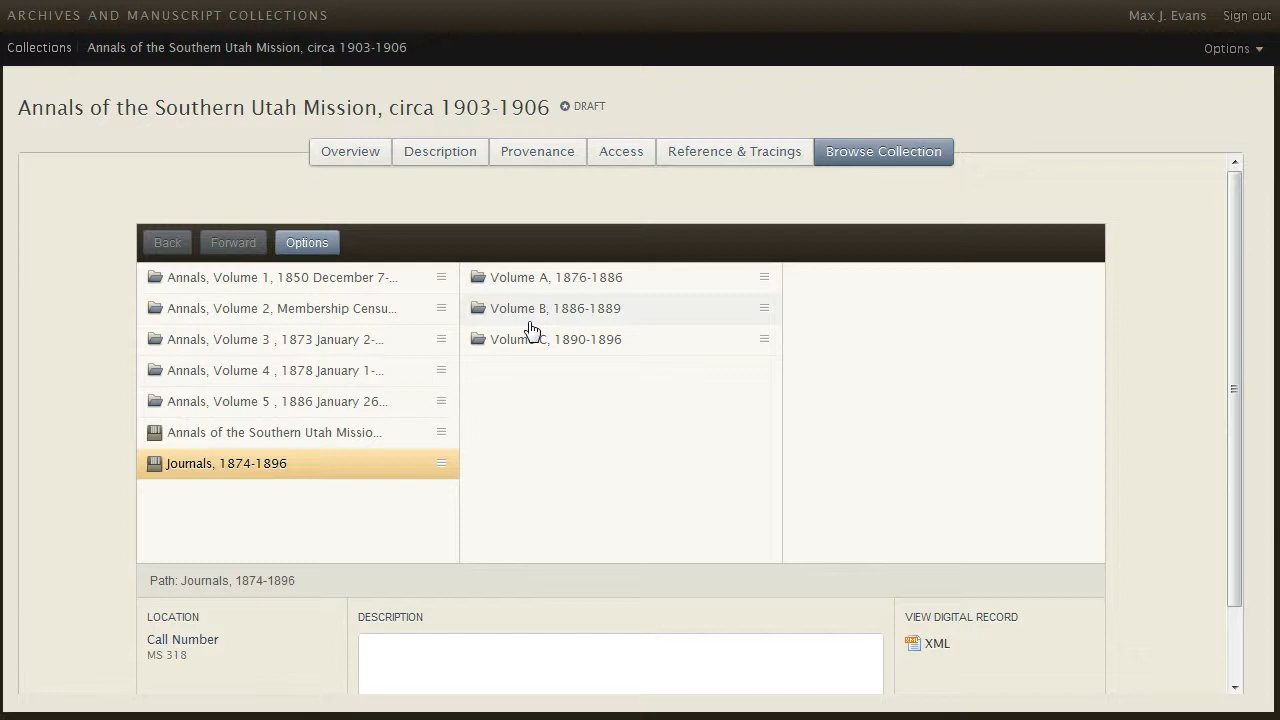 ARCHIVES AND MANUSCRIPT COLLECTIONS
Max J. Evans Sign out
Collections Annals of the Southern Utah Mission, circa 1903-1906
Options
Annals of the Southern Utah Mission, circa 1903-1906 DRAFT
Overview Description Provenance Access Reference & Tracings Browse Collection
Back Forward Options
Annals, Volume 1, 1850 December 7-... Volume A, 1876-1886
Annals, Volume 2, Membership Censu... Volume B, 1886-1889
Annals, Volume 3 , 1873 January 2-... Volume C, 1890-1896
Annals, Volume 4 , 1878 January 1-...
Annals, Volume 5 , 1886 January 26...
Annals of the Southern Utah Missio...
Journals, 1874-1896
Path: Journals, 1874-1896
LOCATION DESCRIPTION VIEW DIGITAL RECORD
Call Number XML
MS 318